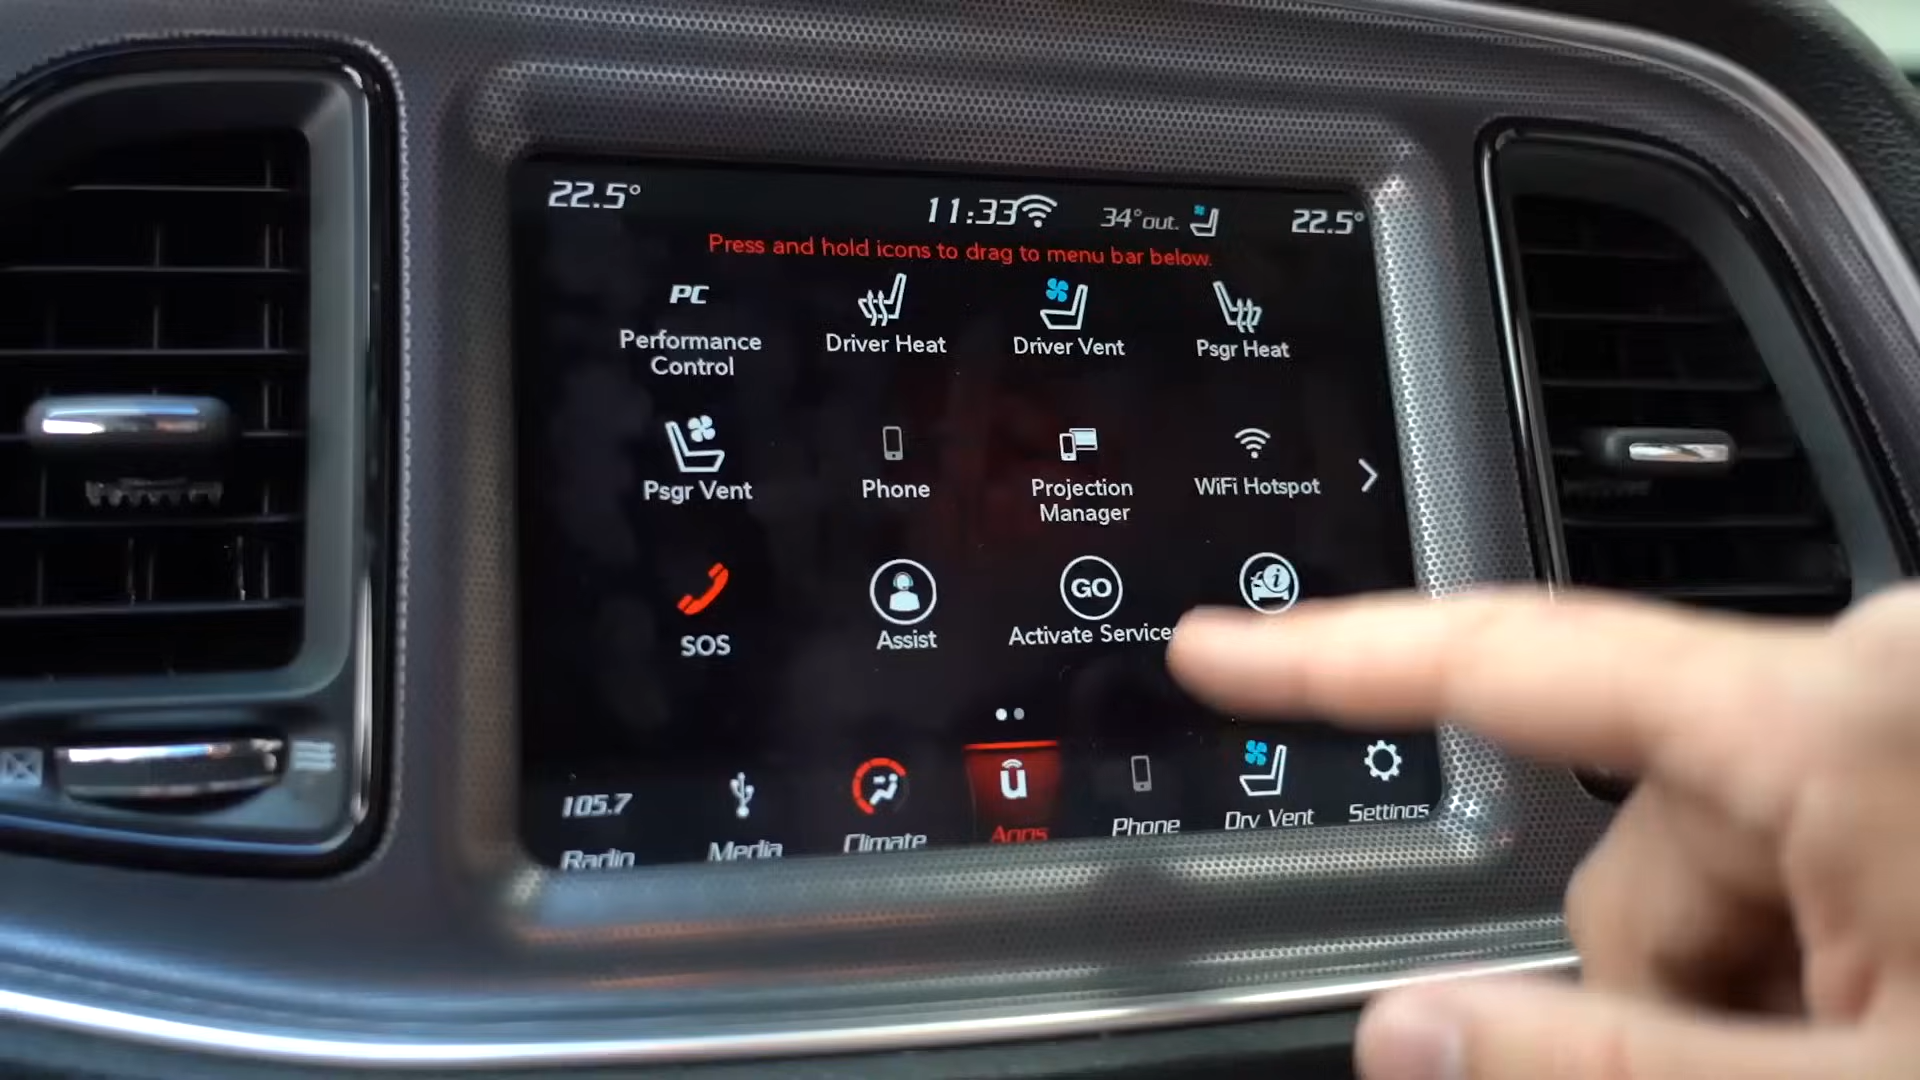 22.5°
11:33
34°out.
22.5°
Press and hold icons to drag to menu bar below.
PC
Performance
Control
Driver Heat
Driver Vent
Psgr Heat
Psgr Vent
Phone
Projection
Manager
WiFi Hotspot
SOS
Assist
GO
Activate Services
105.7
Radio
Media
Climate
Apps
Phone
Drv Vent
Settings